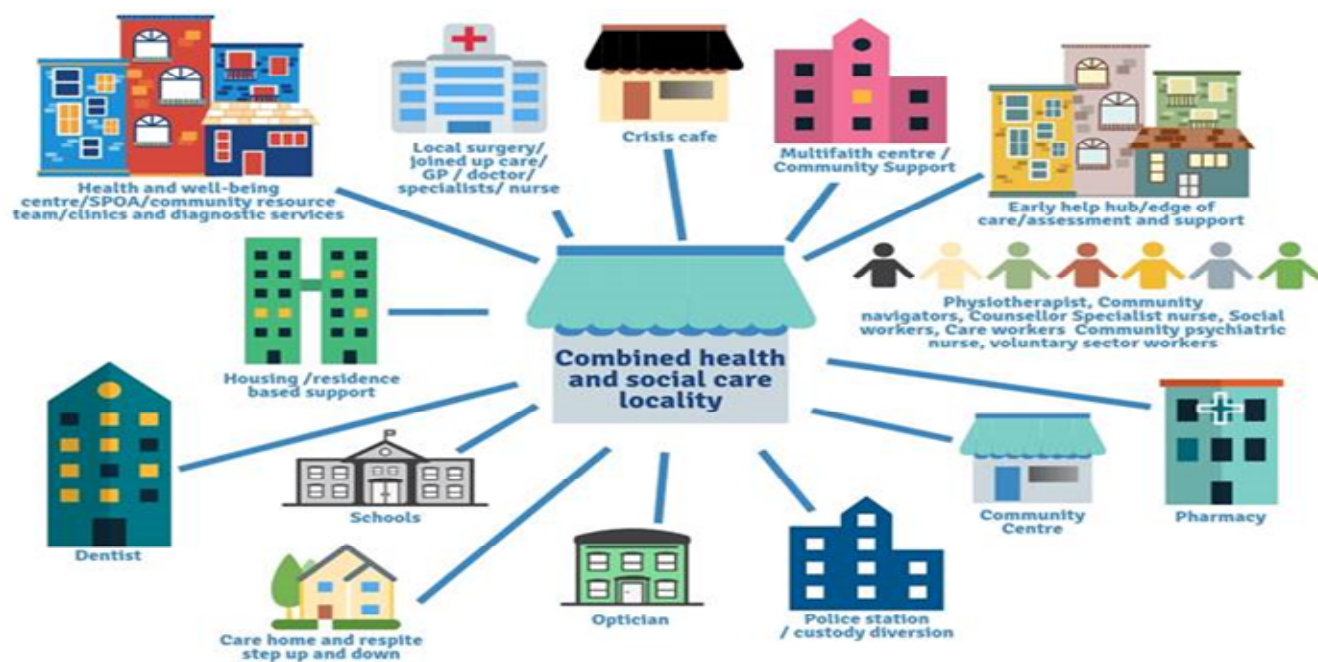 Health and well-being
centre/SPOA/community resource
team/clinics and diagnostic services
Local surgery/
joined up care/
GP / doctor/
specialists/ nurse
Crisis cafe
Multifaith centre /
Community Support
Early help hub/edge of
care/assessment and support
Physiotherapist, Community
navigators, Counsellor Specialist nurse, Social
workers, Care workers Community psychiatric
nurse, voluntary sector workers
Housing /residence
based support
Combined health
and social care
locality
Dentist
Schools
Community
Centre
Pharmacy
Care home and respite
step up and down
Optician
Police station
/ custody diversion